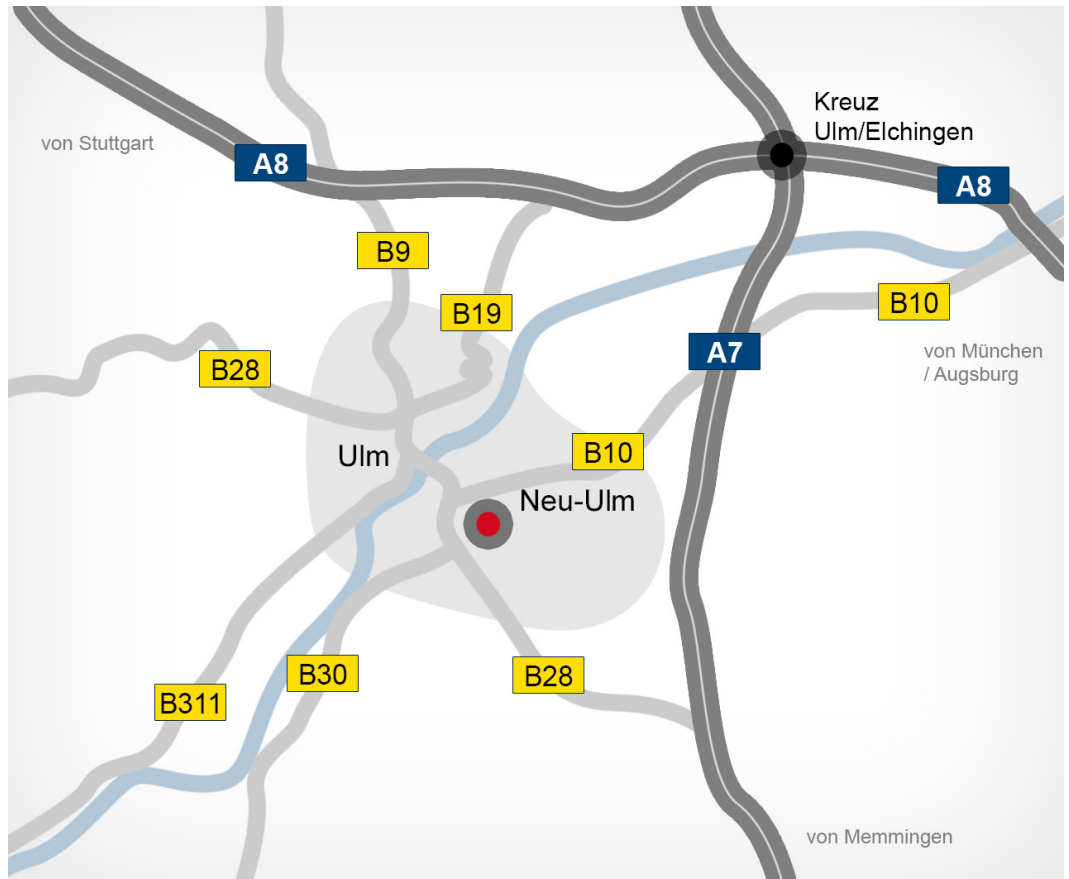 Kreuz
Ulm/Elchingen
von Stuttgart
A8
A8
B9
B10
B19
A7
von München
/ Augsburg
B28
Ulm
B10
Neu-Ulm
B30
B28
B311
von Memmingen